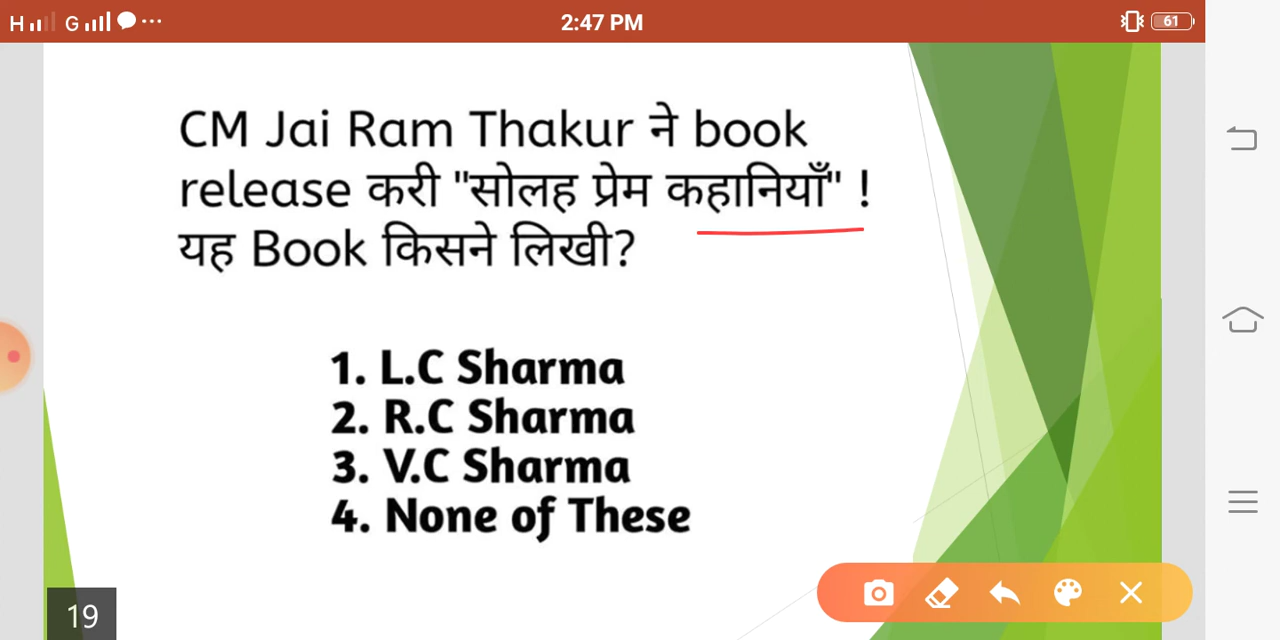 H G 2:47 PM 61
CM Jai Ram Thakur ने book
release करी "सोलह प्रेम कहानियाँ" !
यह Book किसने लिखी?
1. L.C Sharma
2. R.C Sharma
3. V.C Sharma
4. None of These
19